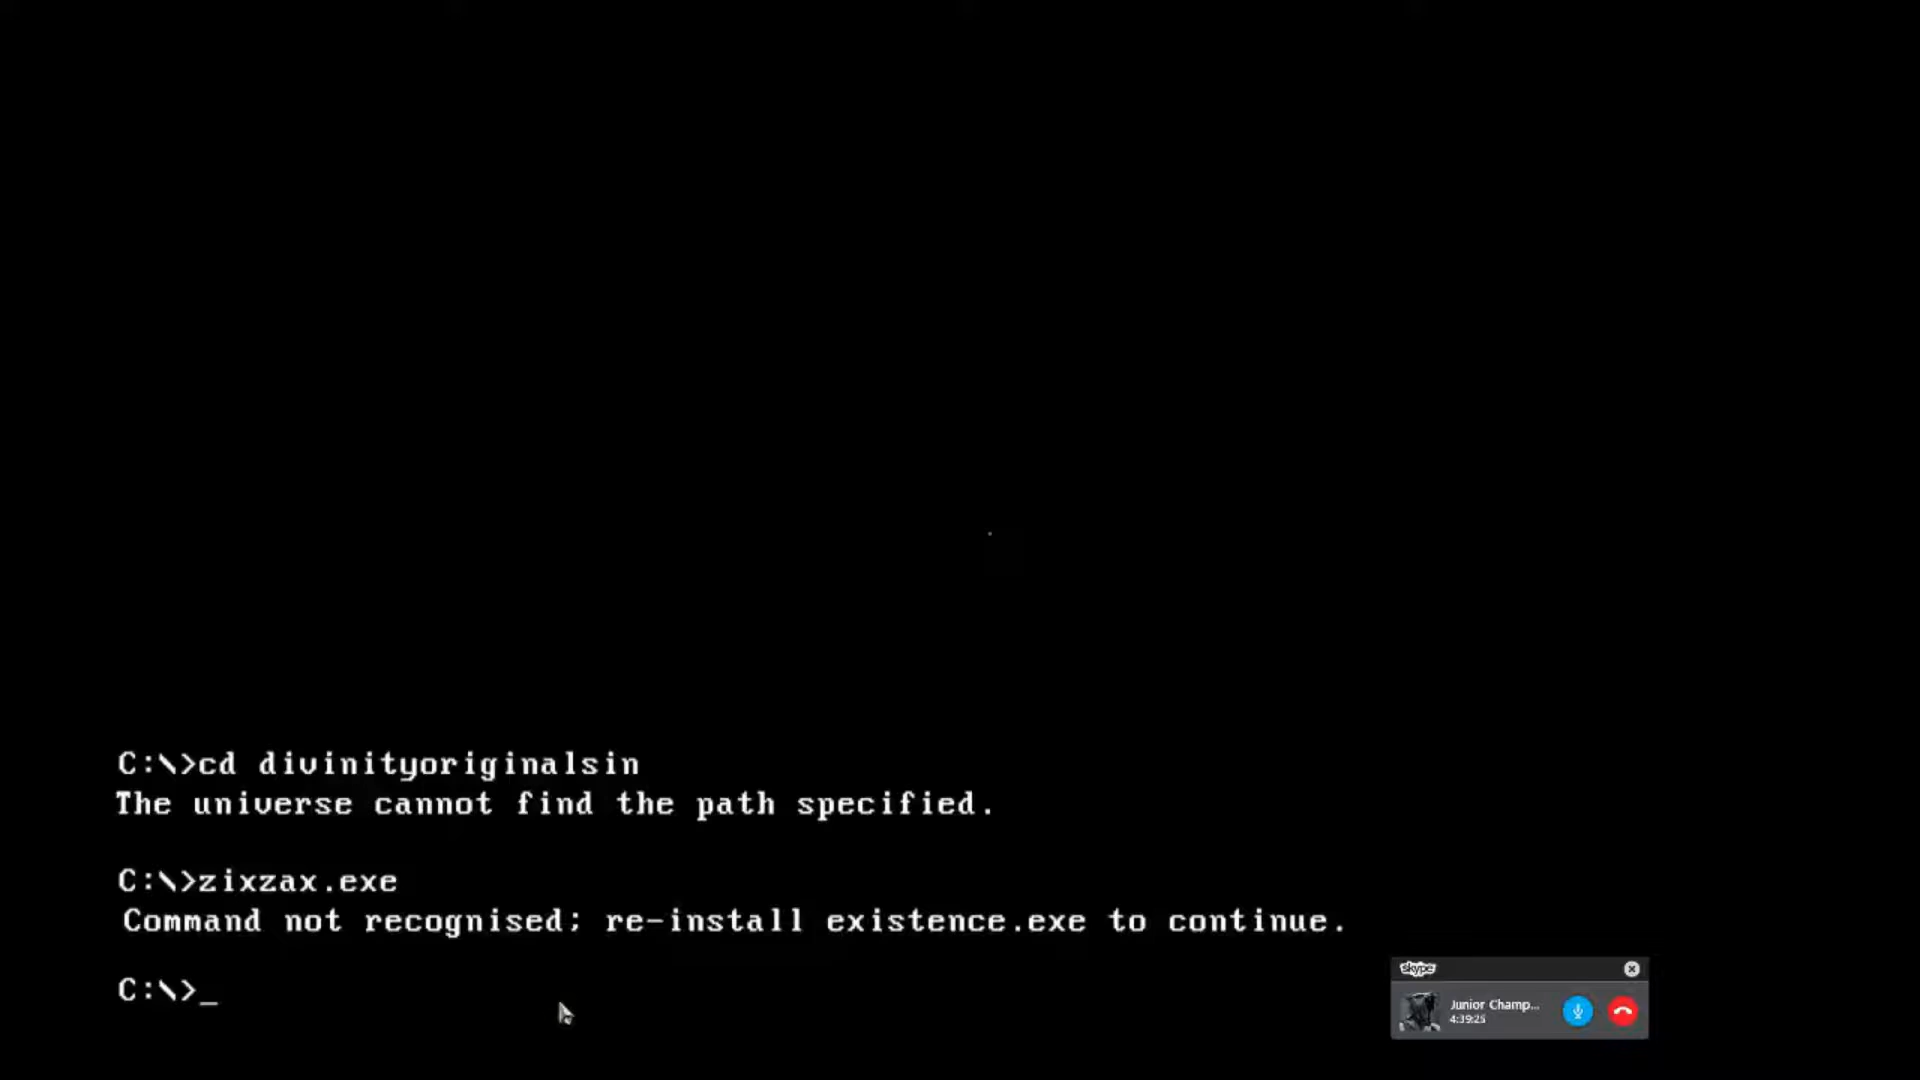 C:\>cd divinityoriginalsin
The universe cannot find the path specified.
C:\>zixzax.exe
Command not recognised; re-install existence.exe to continue.
C:\>_
skype
Junior Champ...
4:39:25